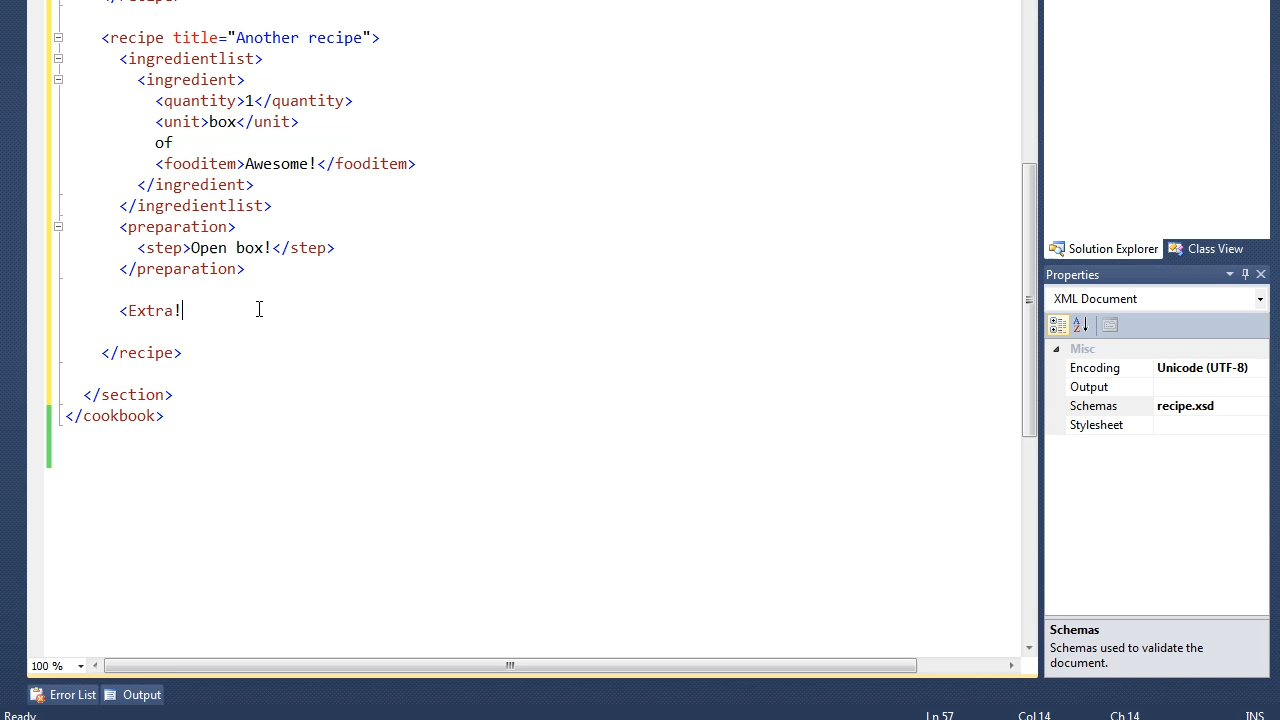 <recipe title="Another recipe">
<ingredientlist>
<ingredient>
<quantity>1</quantity>
<unit>box</unit>
of
<fooditem>Awesome!</fooditem>
</ingredient>
</ingredientlist>
<preparation>
<step>Open box!</step>
</preparation>
<Extra!
</recipe>
</section>
</cookbook>
100 %
Error List Output
Ready Ln 57 Col 14 Ch 14 INS
Solution Explorer Class View
Properties
XML Document
Misc
Encoding Unicode (UTF-8)
Output
Schemas recipe.xsd
Stylesheet
Schemas
Schemas used to validate the
document.